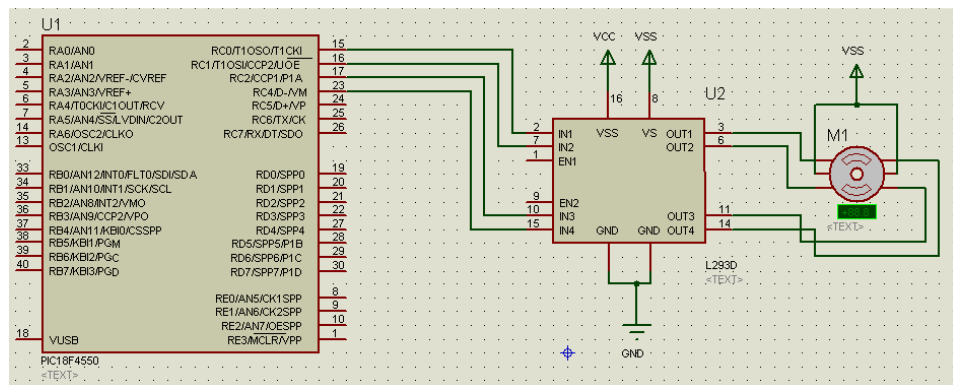 U1
2 RA0/AN0
3 RA1/AN1
4 RA2/AN2/VREF-/CVREF
5 RA3/AN3/VREF+
6 RA4/T0CKI/C1OUT/RCV
7 RA5/AN4/SS/LVDIN/C2OUT
14 RA6/OSC2/CLKO
13 OSC1/CLKI
33 RB0/AN12/INT0/FLT0/SDI/SDA
34 RB1/AN10/INT1/SCK/SCL
35 RB2/AN8/INT2/VMO
36 RB3/AN9/CCP2/VPO
37 RB4/AN11/KBI0/CSSPP
38 RB5/KBI1/PGM
39 RB6/KBI2/PGC
40 RB7/KBI3/PGD
18 VUSB
RC0/T1OSO/T1CKI 15
RC1/T1OSI/CCP2/UOE 16
RC2/CCP1/P1A 17
RC4/D-/VM 23
RC5/D+/VP 24
RC6/TX/CK 25
RC7/RX/DT/SDO 26
RD0/SPP0 19
RD1/SPP1 20
RD2/SPP2 21
RD3/SPP3 22
RD4/SPP4 27
RD5/SPP5/P1B 28
RD6/SPP6/P1C 29
RD7/SPP7/P1D 30
RE0/AN5/CK1SPP 8
RE1/AN6/CK2SPP 9
RE2/AN7/OESPP 10
RE3/MCLR/VPP 1
PIC18F4550
<TEXT>
VCC
VSS
16
8
U2
2 IN1
7 IN2
1 EN1
9 EN2
10 IN3
15 IN4
VSS
VS
OUT1 3
OUT2 6
OUT3 11
OUT4 14
GND
GND
L293D
<TEXT>
GND
VSS
M1
<TEXT>